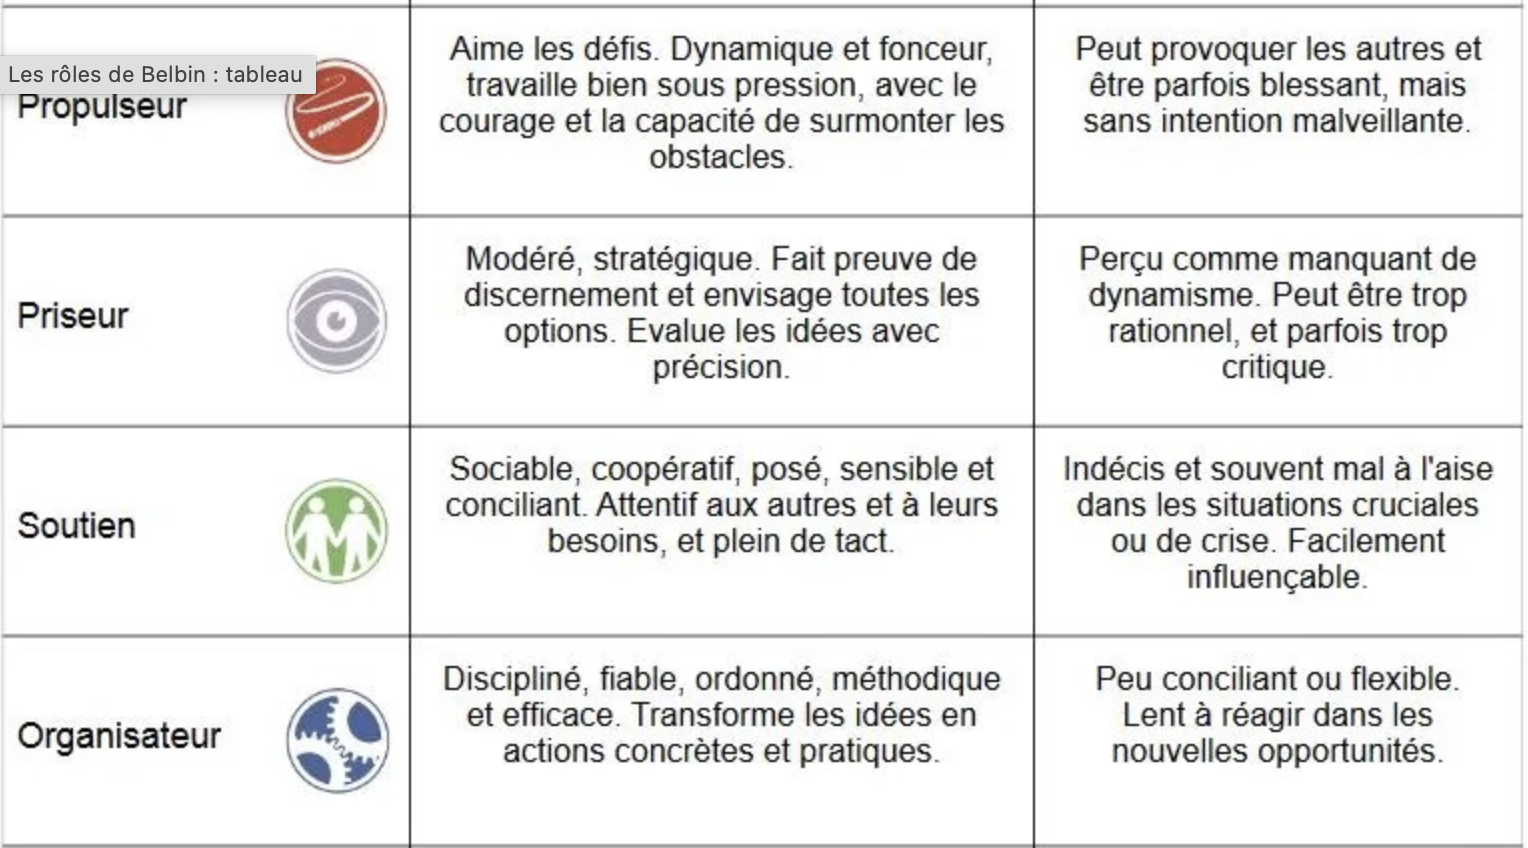 Les rôles de Belbin : tableau
Propulseur
Aime les défis. Dynamique et fonceur,
travaille bien sous pression, avec le
courage et la capacité de surmonter les
obstacles.
Peut provoquer les autres et
être parfois blessant, mais
sans intention malveillante.
Priseur
Modéré, stratégique. Fait preuve de
discernement et envisage toutes les
options. Evalue les idées avec
précision.
Perçu comme manquant de
dynamisme. Peut être trop
rationnel, et parfois trop
critique.
Soutien
Sociable, coopératif, posé, sensible et
conciliant. Attentif aux autres et à leurs
besoins, et plein de tact.
Indécis et souvent mal à l'aise
dans les situations cruciales
ou de crise. Facilement
influençable.
Organisateur
Discipliné, fiable, ordonné, méthodique
et efficace. Transforme les idées en
actions concrètes et pratiques.
Peu conciliant ou flexible.
Lent à réagir dans les
nouvelles opportunités.